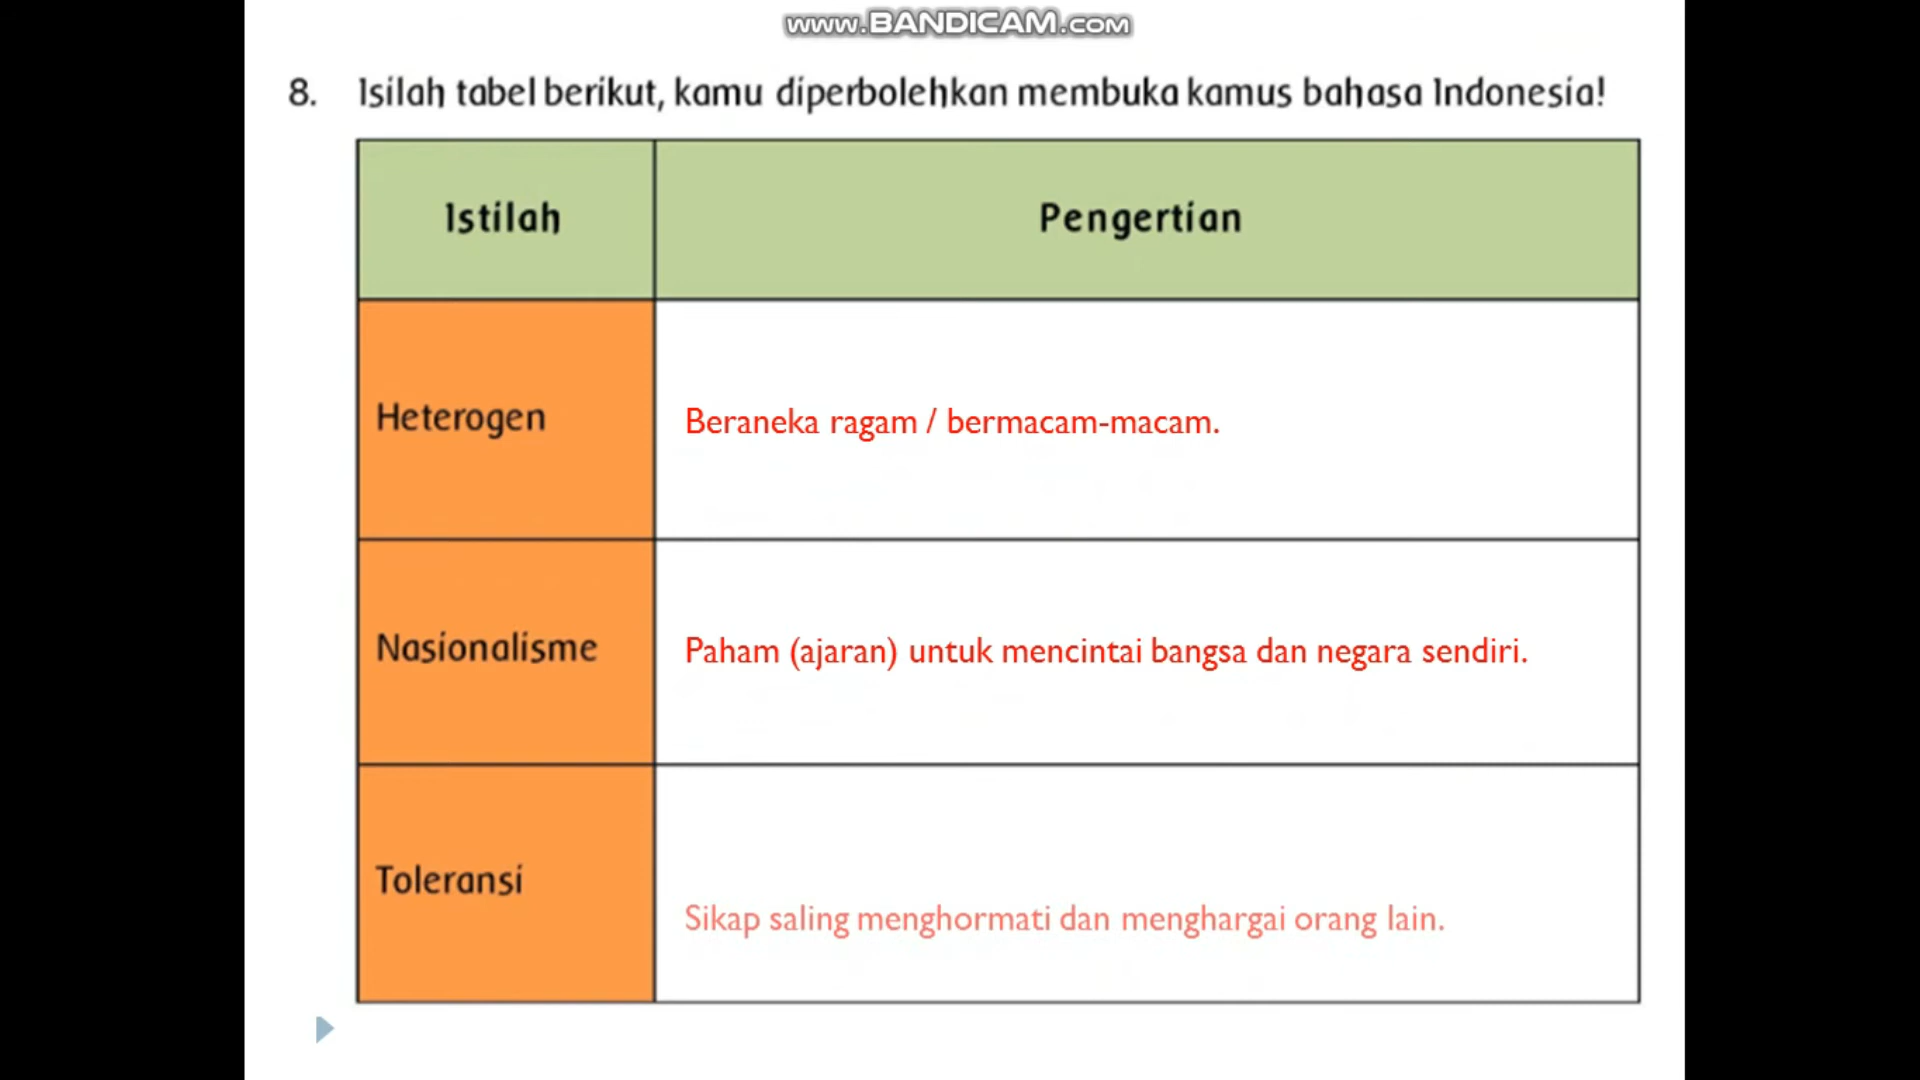 www.BANDICAM.com
8. Isilah tabel berikut, kamu diperbolehkan membuka kamus bahasa Indonesia!
Istilah Pengertian
Heterogen Beraneka ragam / bermacam-macam.
Nasionalisme Paham (ajaran) untuk mencintai bangsa dan negara sendiri.
Toleransi
Sikap saling menghormati dan menghargai orang lain.